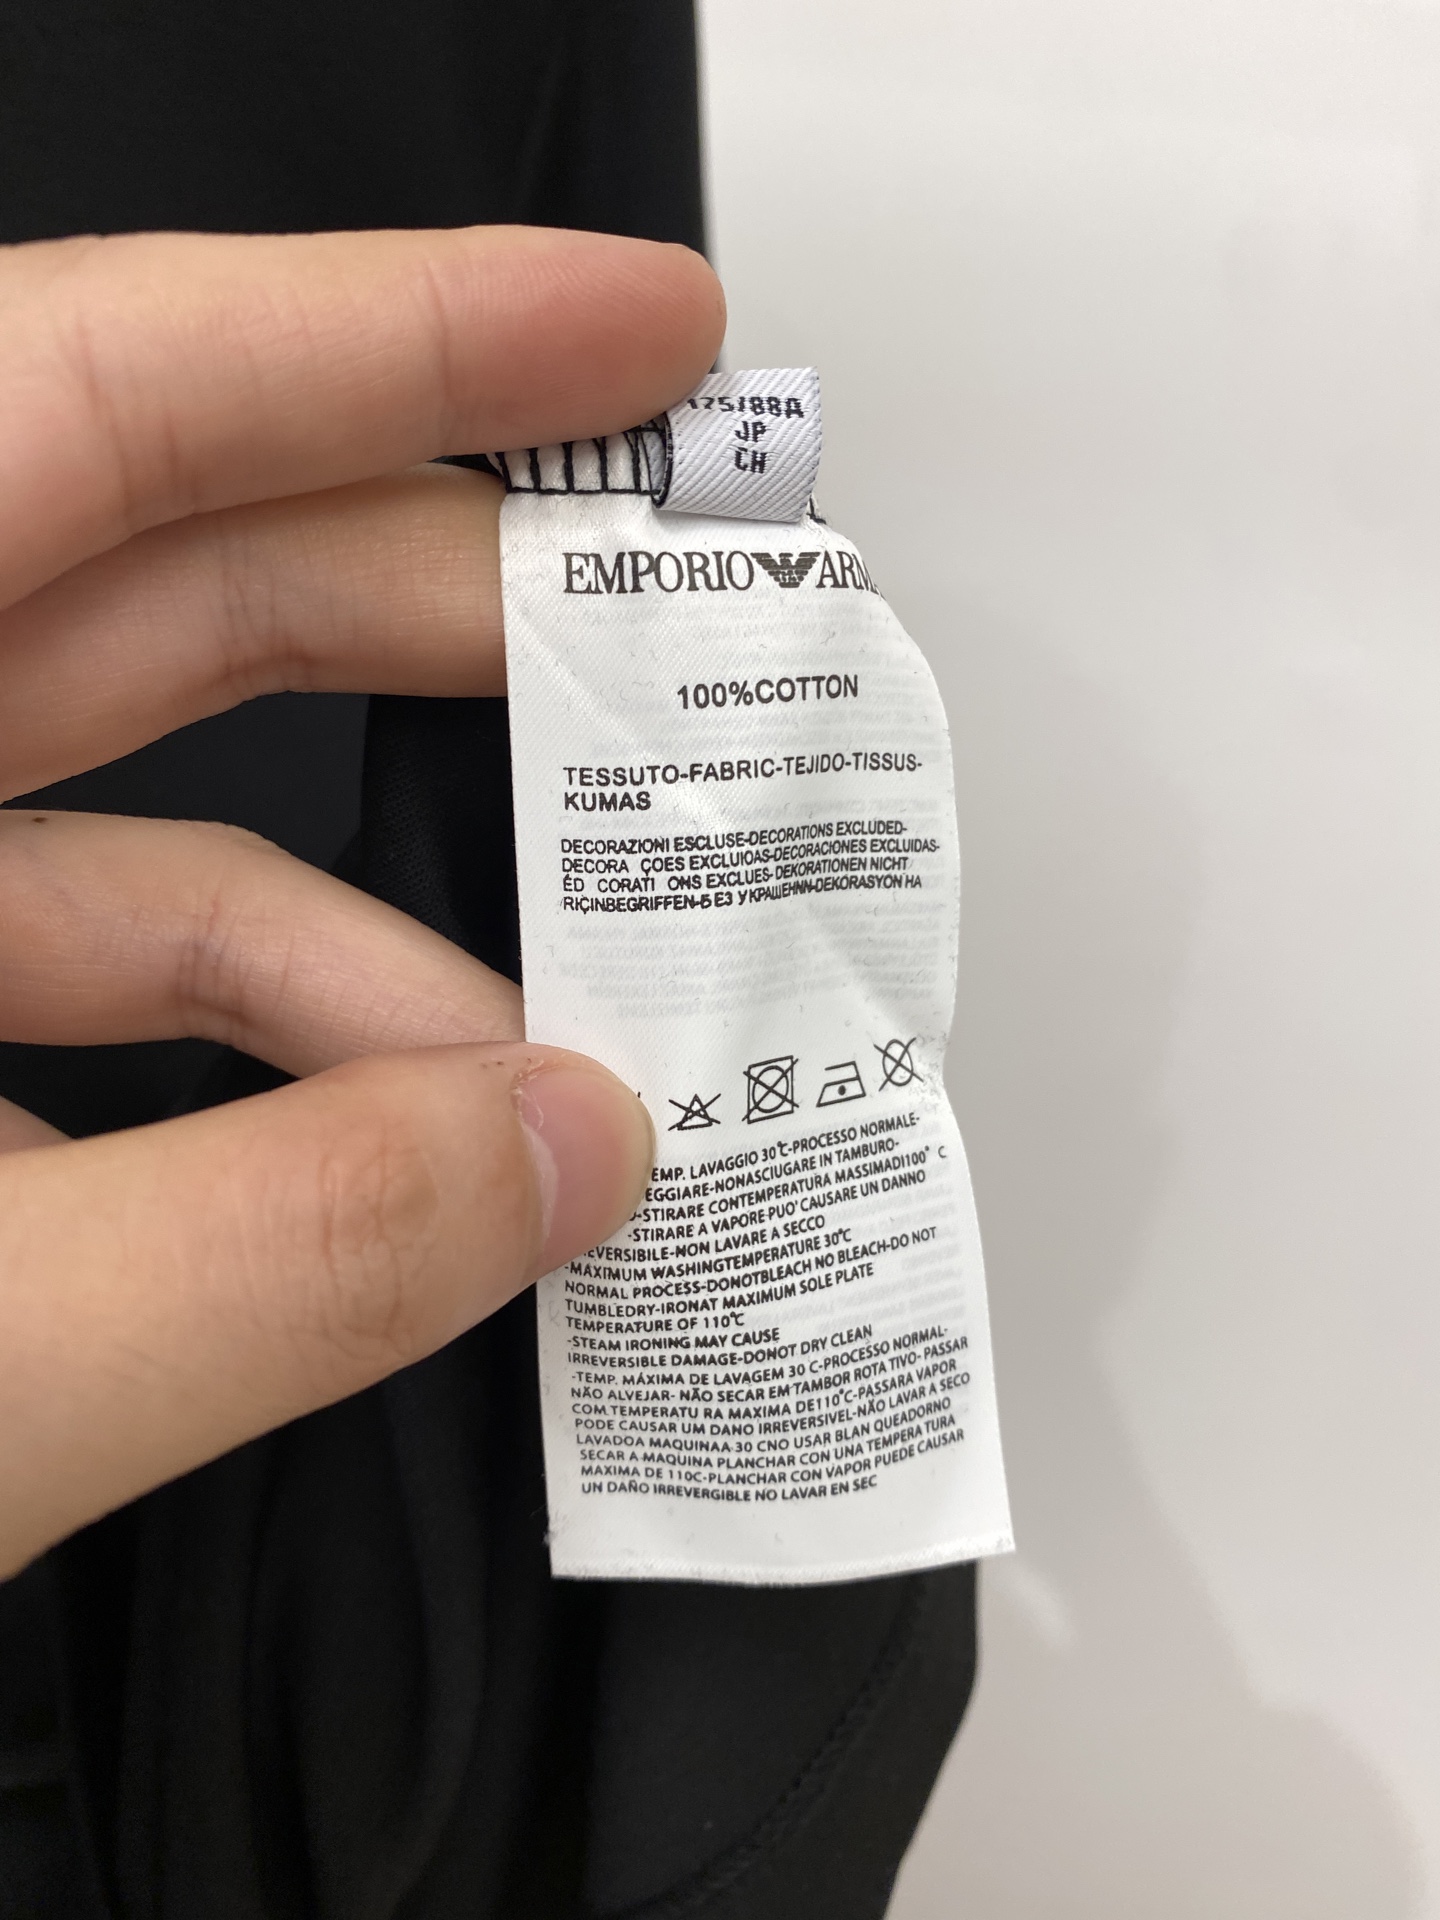 175/88A
JP
CH
EMPORIO ARM
100%COTTON
TESSUTO-FABRIC-TEJIDO-TISSUS-
KUMAS
DECORAZIONI ESCLUSE-DECORATIONS EXCLUDED-
DECORA ÇOES EXCLUIOAS-DECORACIONES EXCLUIDAS-
ÉD CORATI ONS EXCLUES-DEKORATIONEN NICHT
RIÇINBEGRIFFEN-Б ЕЗ УКРАШЕНН-DEKORASYON HA
EMP. LAVAGGIO 30℃-PROCESSO NORMALE-
EGGIARE-NONASCIUGARE IN TAMBURO-
-STIRARE CONTEMPERATURA MASSIMADI100° C
-STIRARE A VAPORE-PUO' CAUSARE UN DANNO
EVERSIBILE-NON LAVARE A SECCO
-MAXIMUM WASHINGTEMPERATURE 30℃
NORMAL PROCESS-DONOTBLEACH NO BLEACH-DO NOT
TUMBLEDRY-IRONAT MAXIMUM SOLE PLATE
TEMPERATURE OF 110℃
-STEAM IRONING MAY CAUSE
IRREVERSIBLE DAMAGE-DONOT DRY CLEAN
-TEMP. MÁXIMA DE LAVAGEM 30 C-PROCESSO NORMAL-
NÃO ALVEJAR- NÃO SECAR EM TAMBOR ROTA TIVO- PASSAR
COM TEMPERATU RA MAXIMA DE110°C-PASSARA VAPOR
PODE CAUSAR UM DANO IRREVERSIVEL-NÃO LAVAR A SECO
LAVADOA MAQUINAA 30 CNO USAR BLAN QUEADORNO
SECAR A MAQUINA PLANCHAR CON UNA TEMPERA TURA
MAXIMA DE 110C-PLANCHAR CON VAPOR PUEDE CAUSAR
UN DAÑO IRREVERGIBLE NO LAVAR EN SEC